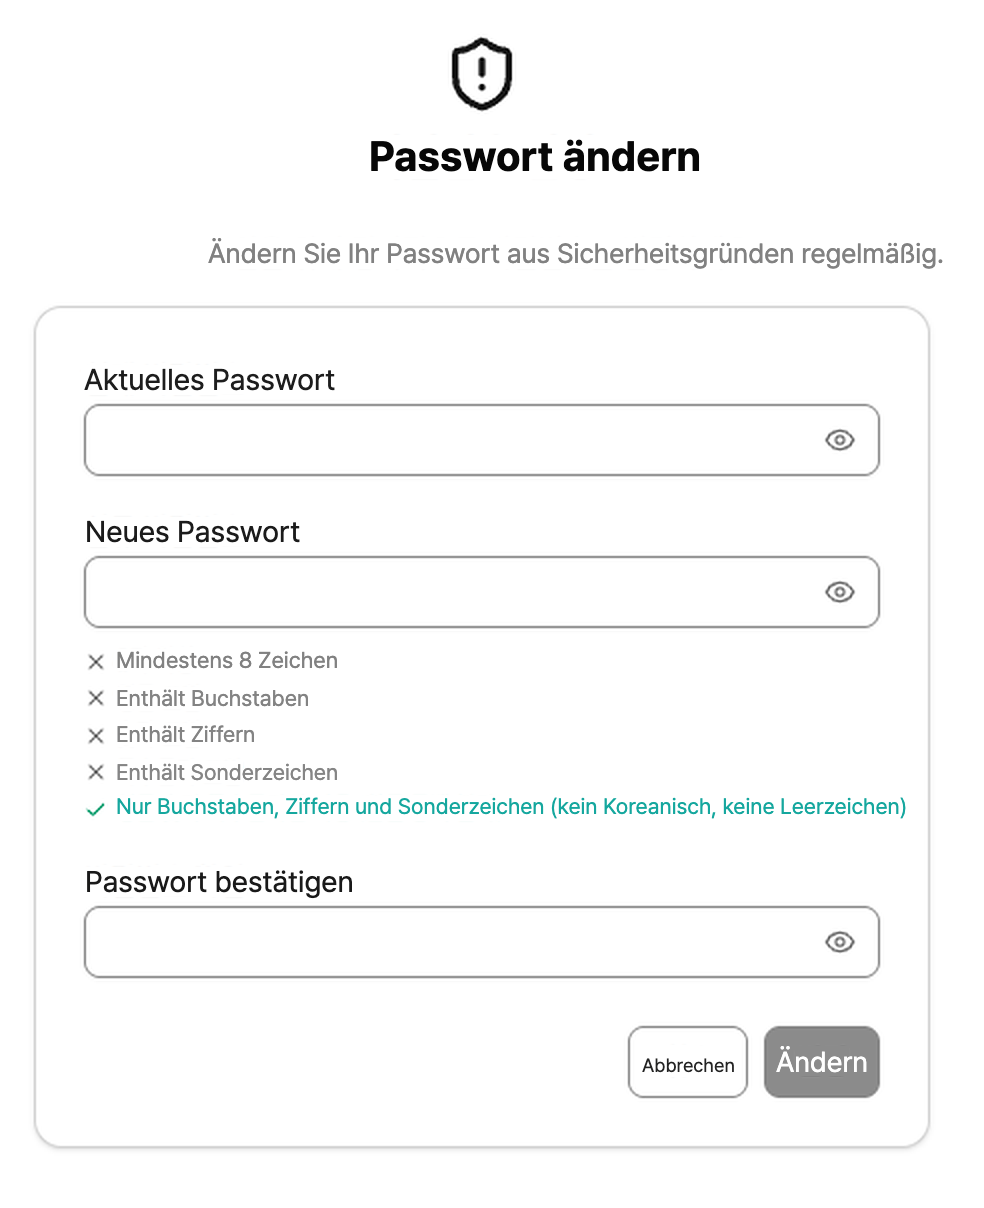 Passwort ändern
Ändern Sie Ihr Passwort aus Sicherheitsgründen regelmäßig.
Aktuelles Passwort
Neues Passwort
Mindestens 8 Zeichen
Enthält Buchstaben
Enthält Ziffern
Enthält Sonderzeichen
Nur Buchstaben, Ziffern und Sonderzeichen (kein Koreanisch, keine Leerzeichen)
Passwort bestätigen
Abbrechen Ändern